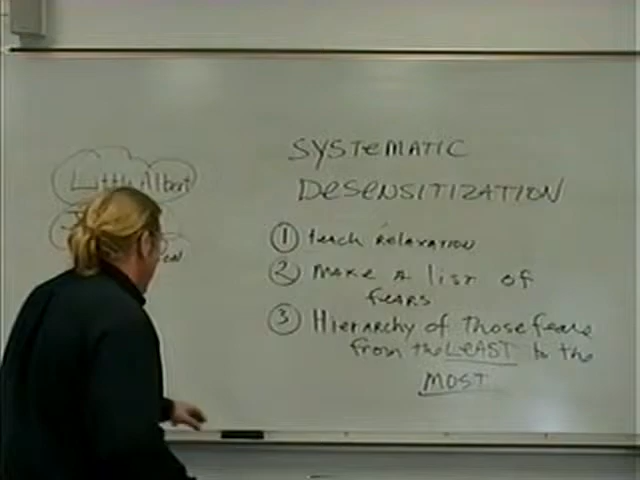 Little Albert
SYSTEMATIC
DESENSITIZATION
① teach RELAXATION
② MAKE A list of
fears
③ Hierarchy of Those fears
from the LEAST to the
MOST